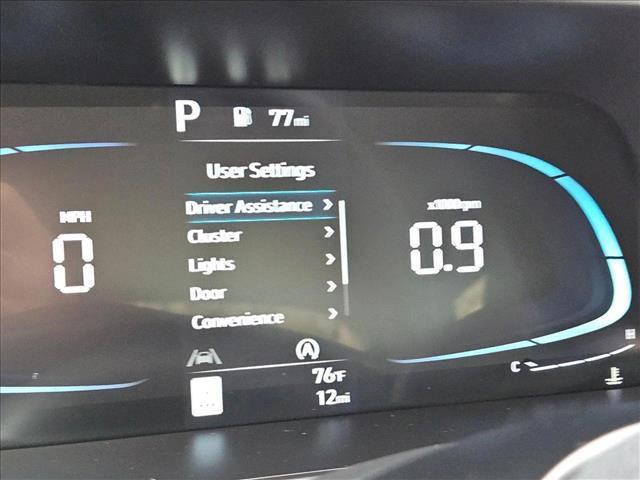 P 77mi
User Settings
Driver Assistance >
Cluster >
Lights >
Door >
Convenience >
MPH
0
x1000rpm
0.9
A
C H
76°F
12mi